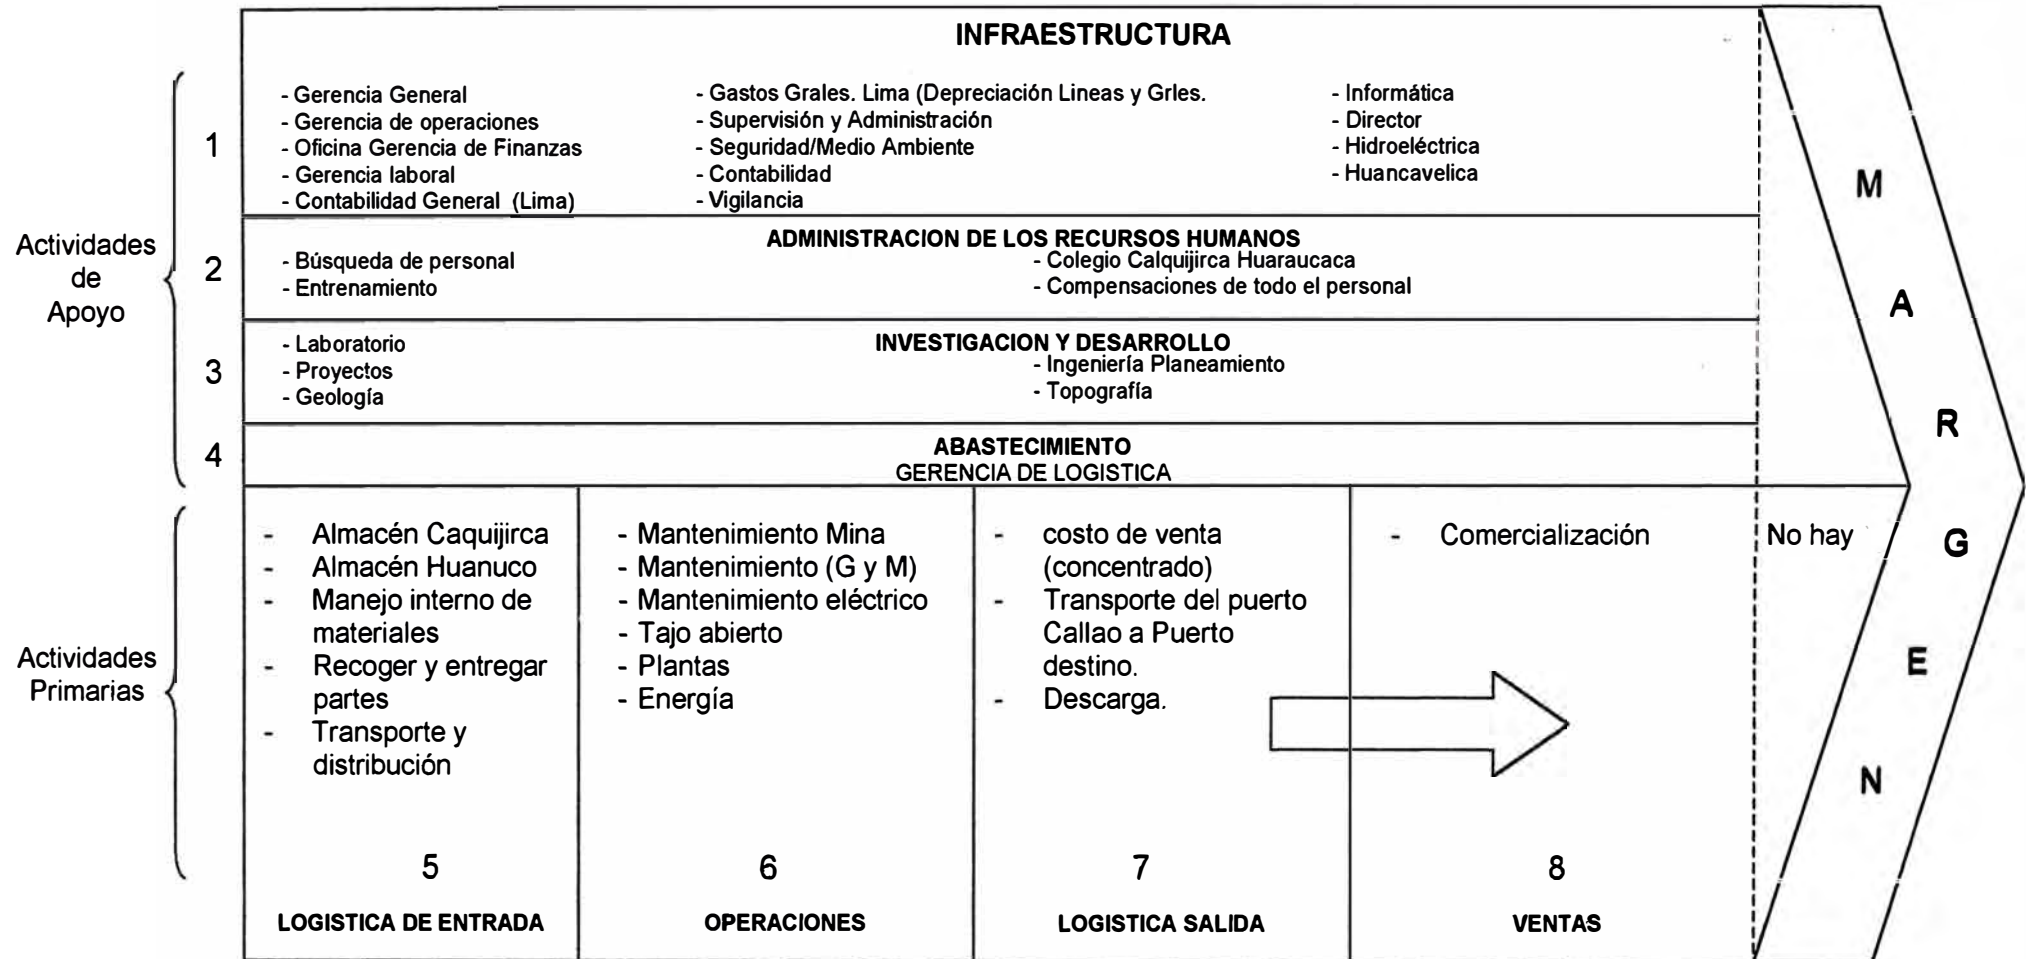 INFRAESTRUCTURA
- Gerencia General
- Gerencia de operaciones
- Oficina Gerencia de Finanzas
- Gerencia laboral
- Contabilidad General (Lima)
- Gastos Grales. Lima (Depreciación Lineas y Grles.
- Supervisión y Administración
- Seguridad/Medio Ambiente
- Contabilidad
- Vigilancia
- Informática
- Director
- Hidroeléctrica
- Huancavelica
1
Actividades
de
Apoyo
2
ADMINISTRACION DE LOS RECURSOS HUMANOS
- Búsqueda de personal
- Entrenamiento
- Colegio Calquijirca Huaraucaca
- Compensaciones de todo el personal
3
INVESTIGACION Y DESARROLLO
- Laboratorio
- Proyectos
- Geología
- Ingeniería Planeamiento
- Topografía
4
ABASTECIMIENTO
GERENCIA DE LOGISTICA
Actividades
Primarias
- Almacén Caquijirca
- Almacén Huanuco
- Manejo interno de
materiales
- Recoger y entregar
partes
- Transporte y
distribución
5
LOGISTICA DE ENTRADA
- Mantenimiento Mina
- Mantenimiento (G y M)
- Mantenimiento eléctrico
- Tajo abierto
- Plantas
- Energía
6
OPERACIONES
- costo de venta
(concentrado)
- Transporte del puerto
Callao a Puerto
destino.
- Descarga.
7
LOGISTICA SALIDA
- Comercialización
8
VENTAS
No hay
M
A
R
G
E
N